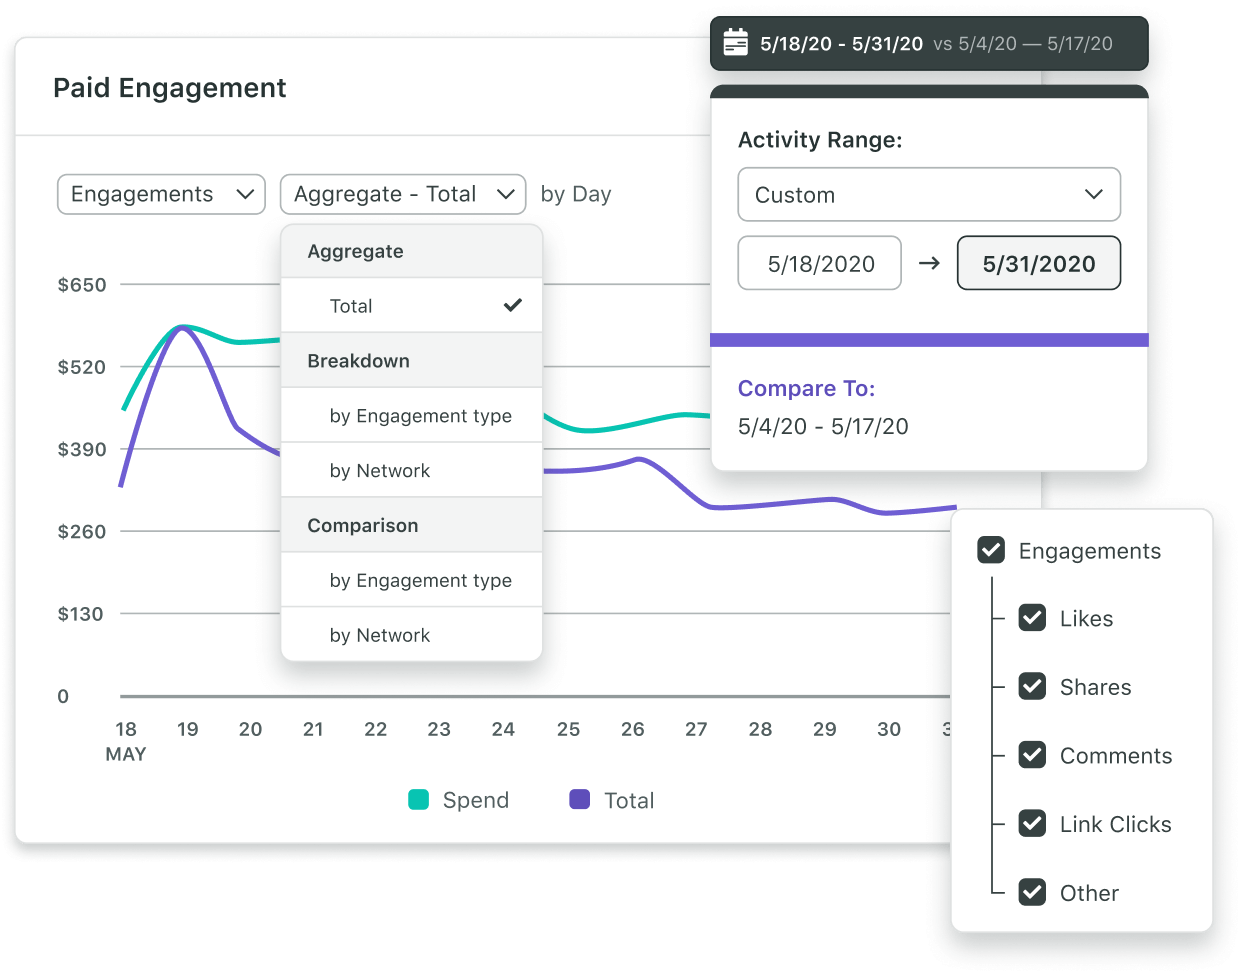 5/18/20 - 5/31/20 vs 5/4/20 — 5/17/20
Paid Engagement
Engagements
Aggregate - Total
by Day
Aggregate
Total
Breakdown
by Engagement type
by Network
Comparison
by Engagement type
by Network
$650
$520
$390
$260
$130
0
18 19 20 21 22 23 24 25 26 27 28 29 30
MAY
Spend
Total
Activity Range:
Custom
5/18/2020 → 5/31/2020
Compare To:
5/4/20 - 5/17/20
Engagements
Likes
Shares
Comments
Link Clicks
Other